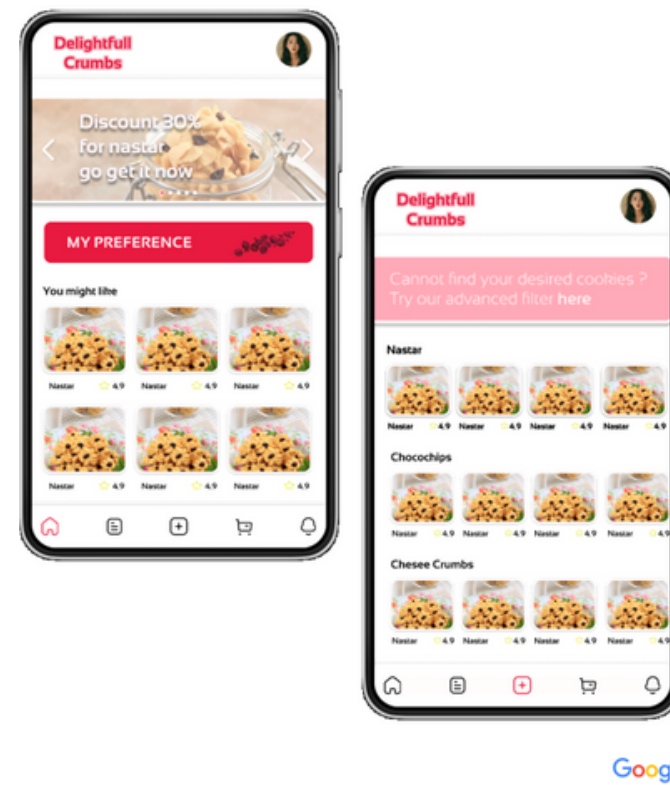 Delightfull
Crumbs
Discount 30%
for nastar
go get it now
MY PREFERENCE
You might like
Nastar 4.9 Nastar 4.9 Nastar 4.9
Nastar 4.9 Nastar 4.9 Nastar 4.9
Delightfull
Crumbs
Cannot find your desired cookies ?
Try our advanced filter here
Nastar
Nastar 4.9 Nastar 4.9 Nastar 4.9 Nastar 4.9
Chocochips
Nastar 4.9 Nastar 4.9 Nastar 4.9 Nastar 4.9
Chesee Crumbs
Nastar 4.9 Nastar 4.9 Nastar 4.9 Nastar 4.9
Goog